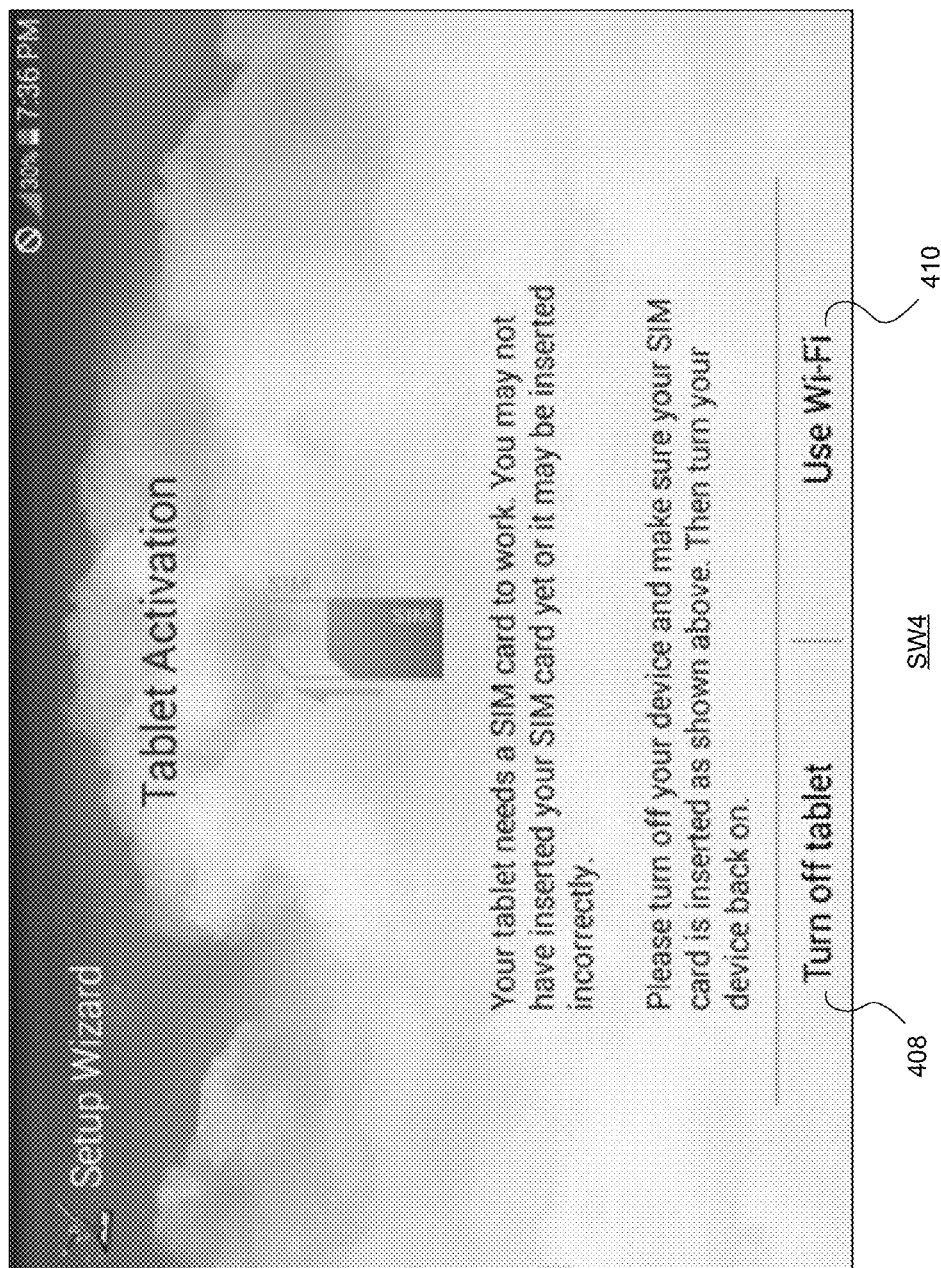 Setup Wizard
7:36 PM
Tablet Activation
Your tablet needs a SIM card to work. You may not
have inserted your SIM card yet or it may be inserted
incorrectly.
Please turn off your device and make sure your SIM
card is inserted as shown above. Then turn your
device back on.
Turn off tablet
Use Wi-Fi
408
410
SW4